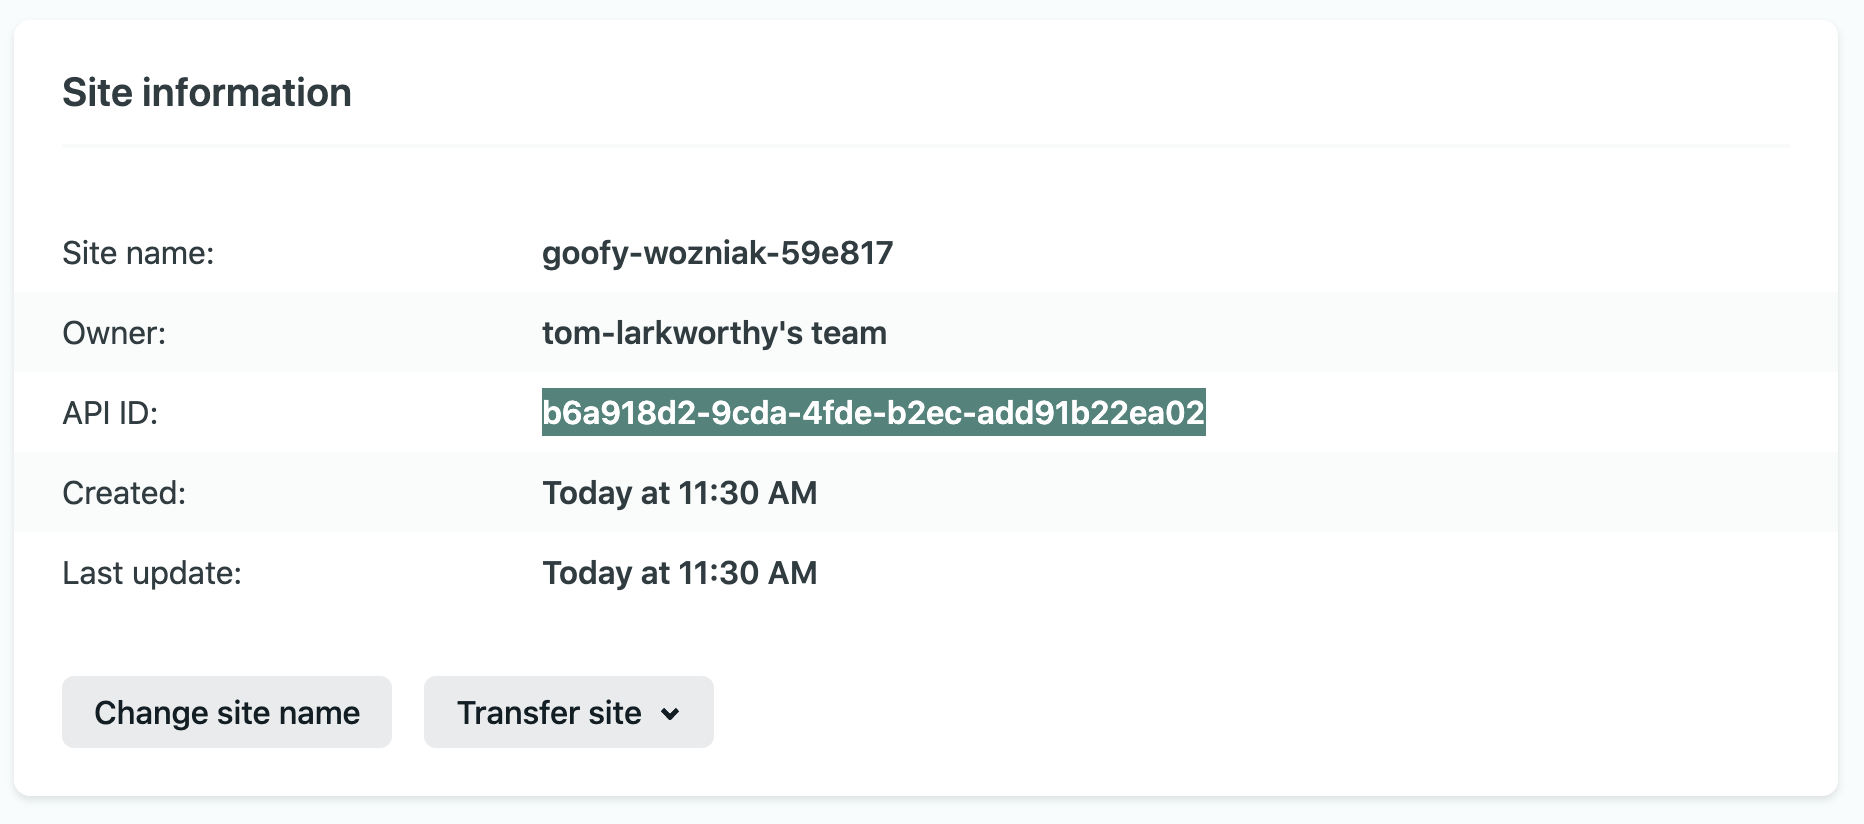 Site information
Site name: goofy-wozniak-59e817
Owner: tom-larkworthy's team
API ID: b6a918d2-9cda-4fde-b2ec-add91b22ea02
Created: Today at 11:30 AM
Last update: Today at 11:30 AM
Change site name Transfer site